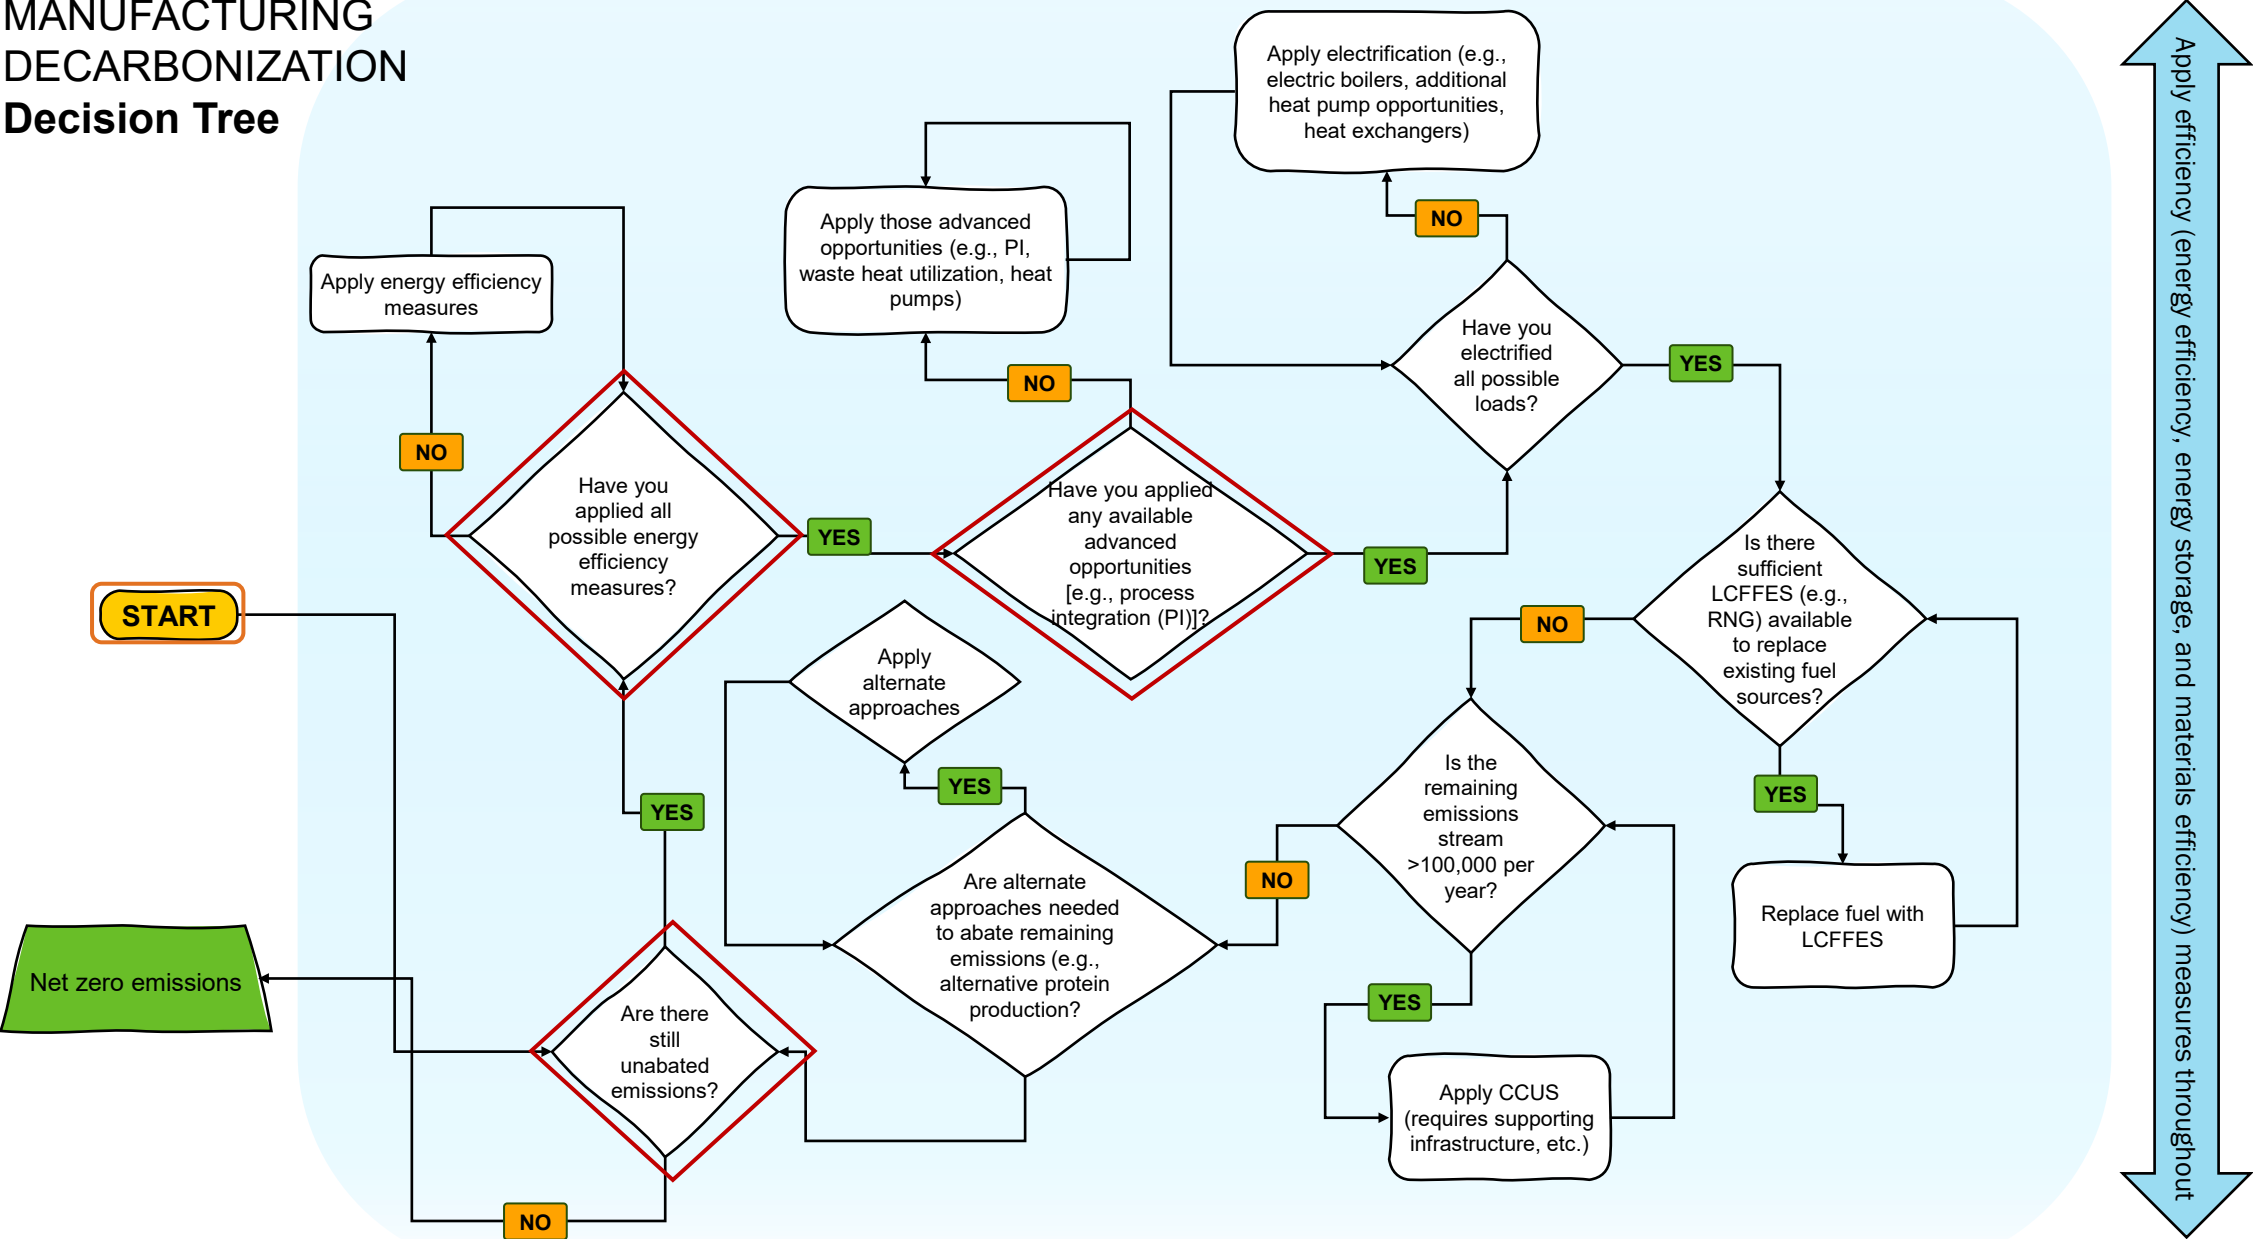 MANUFACTURING
DECARBONIZATION
Decision Tree
START
Net zero emissions
Are there
still
unabated
emissions?
NO
YES
Have you
applied all
possible energy
efficiency
measures?
NO
Apply energy efficiency
measures
YES
Have you applied
any available
advanced
opportunities
[e.g., process
integration (PI)]?
NO
Apply those advanced
opportunities (e.g., PI,
waste heat utilization, heat
pumps)
YES
Have you
electrified
all possible
loads?
NO
Apply electrification (e.g.,
electric boilers, additional
heat pump opportunities,
heat exchangers)
YES
Is there
sufficient
LCFFES (e.g.,
RNG) available
to replace
existing fuel
sources?
YES
Replace fuel with
LCFFES
NO
Is the
remaining
emissions
stream
>100,000 per
year?
YES
Apply CCUS
(requires supporting
infrastructure, etc.)
NO
Are alternate
approaches needed
to abate remaining
emissions (e.g.,
alternative protein
production?
YES
Apply
alternate
approaches
Apply efficiency (energy efficiency, energy storage, and materials efficiency) measures throughout